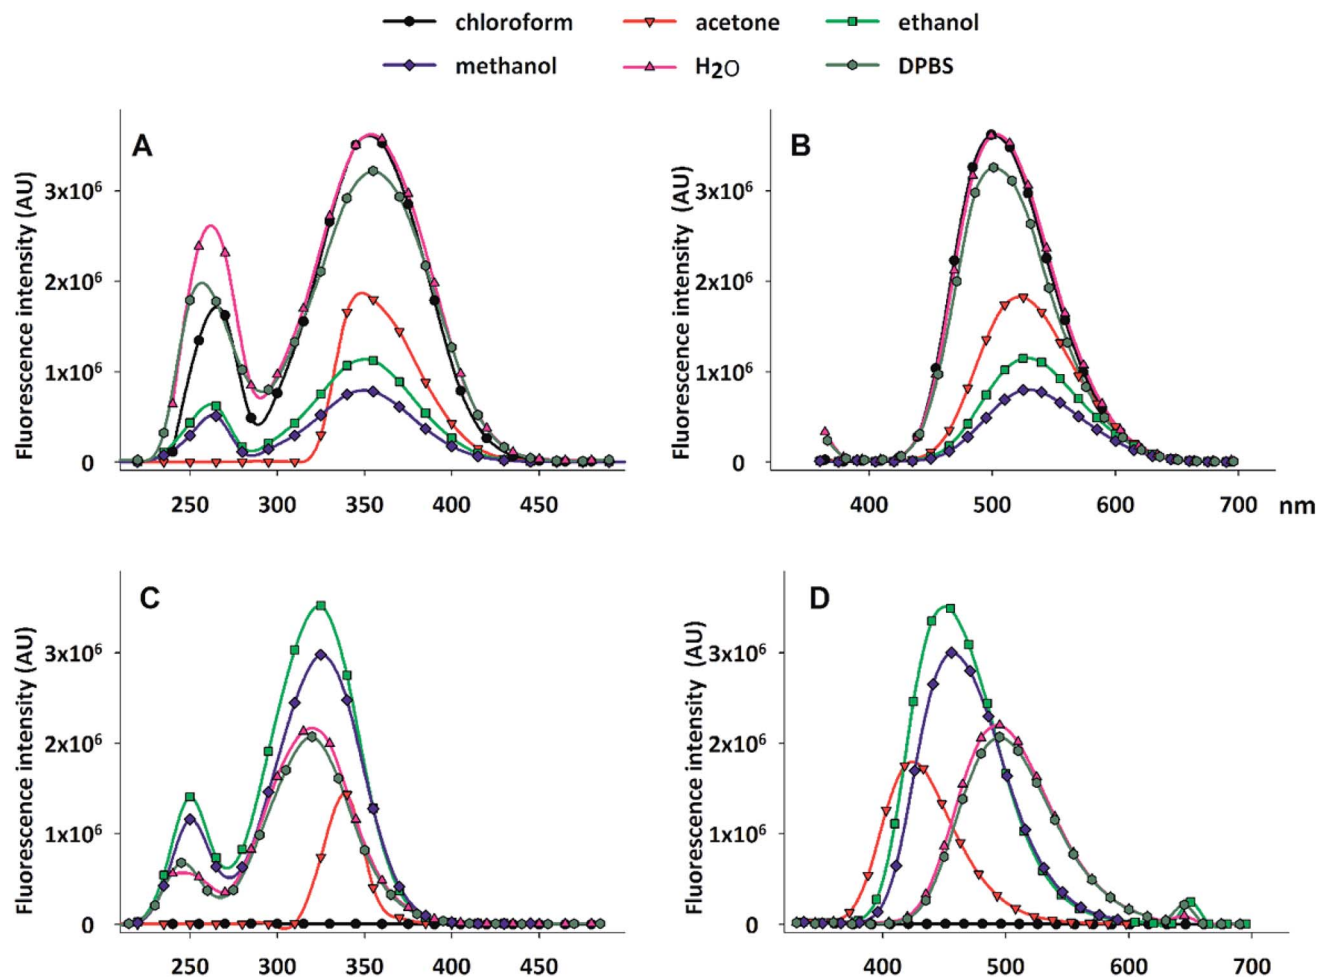 chloroform acetone ethanol
methanol H2O DPBS
A B
Fluorescence intensity (AU) Fluorescence intensity (AU)
3x10⁶ 3x10⁶
2x10⁶ 2x10⁶
1x10⁶ 1x10⁶
0 0
250 300 350 400 450 400 500 600 700 nm
C D
Fluorescence intensity (AU) Fluorescence intensity (AU)
3x10⁶ 3x10⁶
2x10⁶ 2x10⁶
1x10⁶ 1x10⁶
0 0
250 300 350 400 450 400 500 600 700